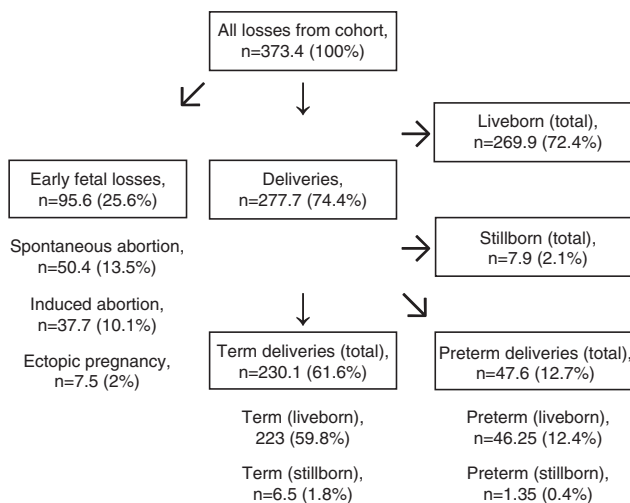 All losses from cohort,
n=373.4 (100%)
Liveborn (total),
n=269.9 (72.4%)
Early fetal losses,
n=95.6 (25.6%)
Deliveries,
n=277.7 (74.4%)
Spontaneous abortion,
n=50.4 (13.5%)
Stillborn (total),
n=7.9 (2.1%)
Induced abortion,
n=37.7 (10.1%)
Ectopic pregnancy,
n=7.5 (2%)
Term deliveries (total),
n=230.1 (61.6%)
Preterm deliveries (total),
n=47.6 (12.7%)
Term (liveborn),
223 (59.8%)
Preterm (liveborn),
n=46.25 (12.4%)
Term (stillborn),
n=6.5 (1.8%)
Preterm (stillborn),
n=1.35 (0.4%)